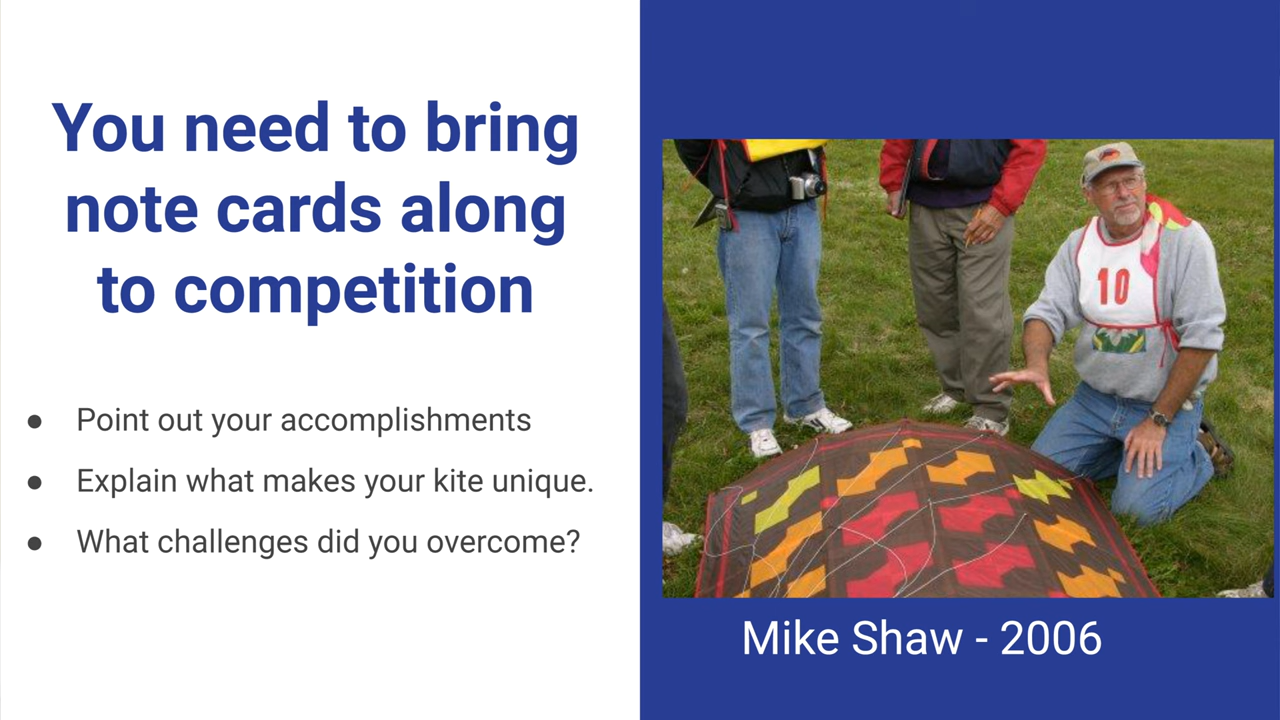 You need to bring
note cards along
to competition
● Point out your accomplishments
● Explain what makes your kite unique.
● What challenges did you overcome?
10
Mike Shaw - 2006